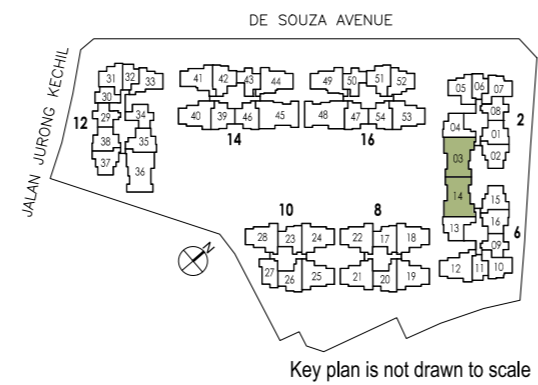 DE SOUZA AVENUE
JALAN JURONG KECHIL
31 32 33
30
29
38
37
34
35
36
12
41 42 43 44
40 39 46 45
14
49 50 51 52
48 47 54 53
16
05 06 07
08
01
02
04
03
2
14
13
15
16
09
12 11 10
6
10
28 23 24
27 26 25
8
22 17 18
21 20 19
N
Key plan is not drawn to scale